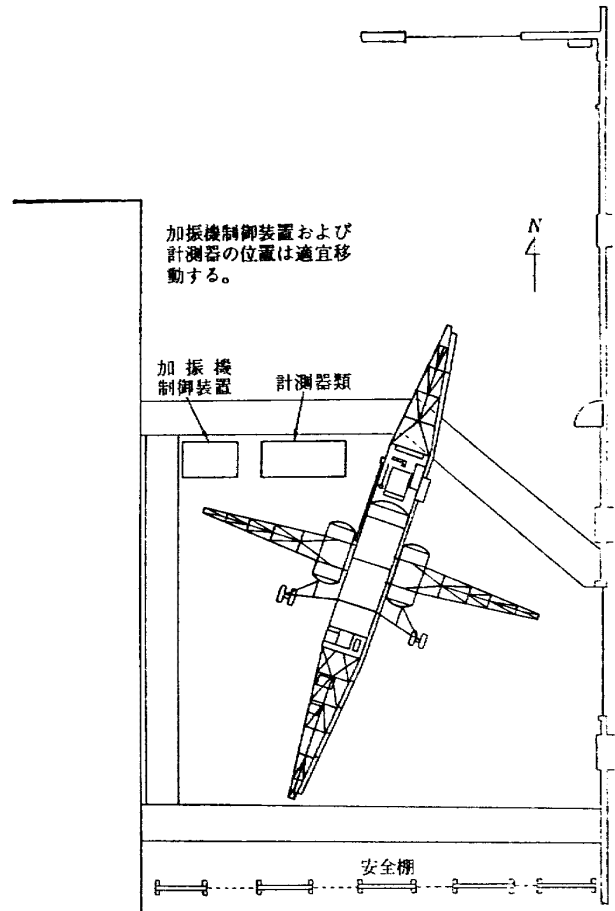 加振機制御装置および
計測器の位置は適宜移
動する。
N
加振機
制御装置
計測器類
安全棚